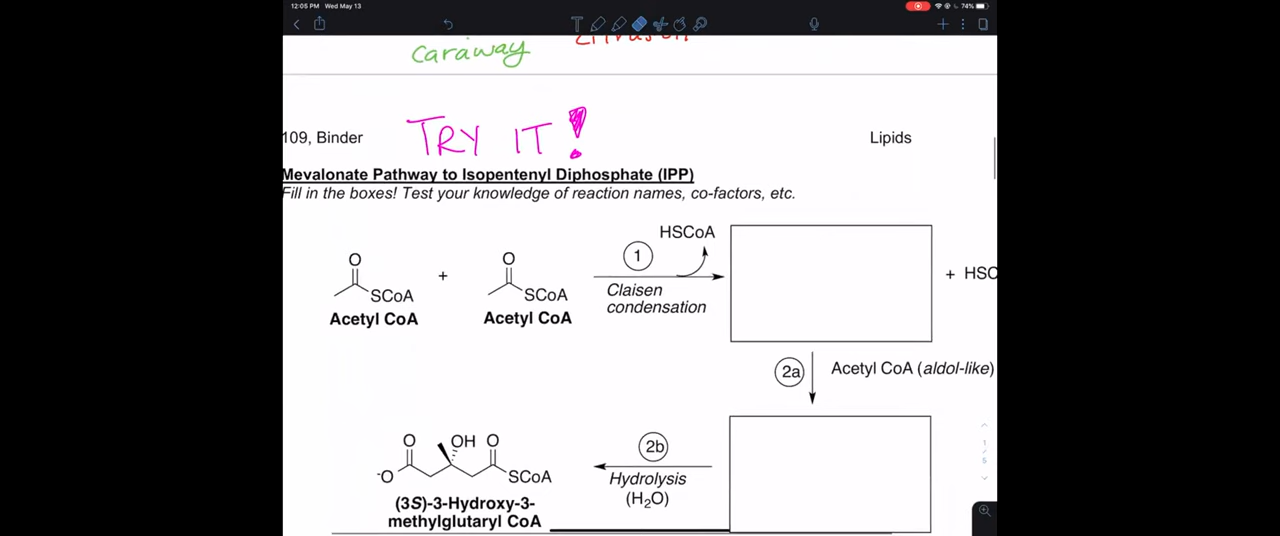 12:05 PM Wed May 13
74%
caraway
109, Binder
TRY IT!
Lipids
Mevalonate Pathway to Isopentenyl Diphosphate (IPP)
Fill in the boxes! Test your knowledge of reaction names, co-factors, etc.
HSCoA
O
O
1
+
+ HSC
SCoA
SCoA
Claisen
condensation
Acetyl CoA
Acetyl CoA
2a
Acetyl CoA (aldol-like)
O
OH
O
2b
-O
SCoA
Hydrolysis
(H2O)
(3S)-3-Hydroxy-3-
methylglutaryl CoA
1
/
5